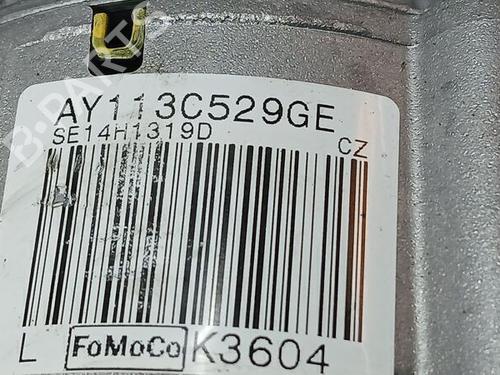 B-PARTS
AY113C529GE
SE14H1319D CZ
L FoMoCo K3604